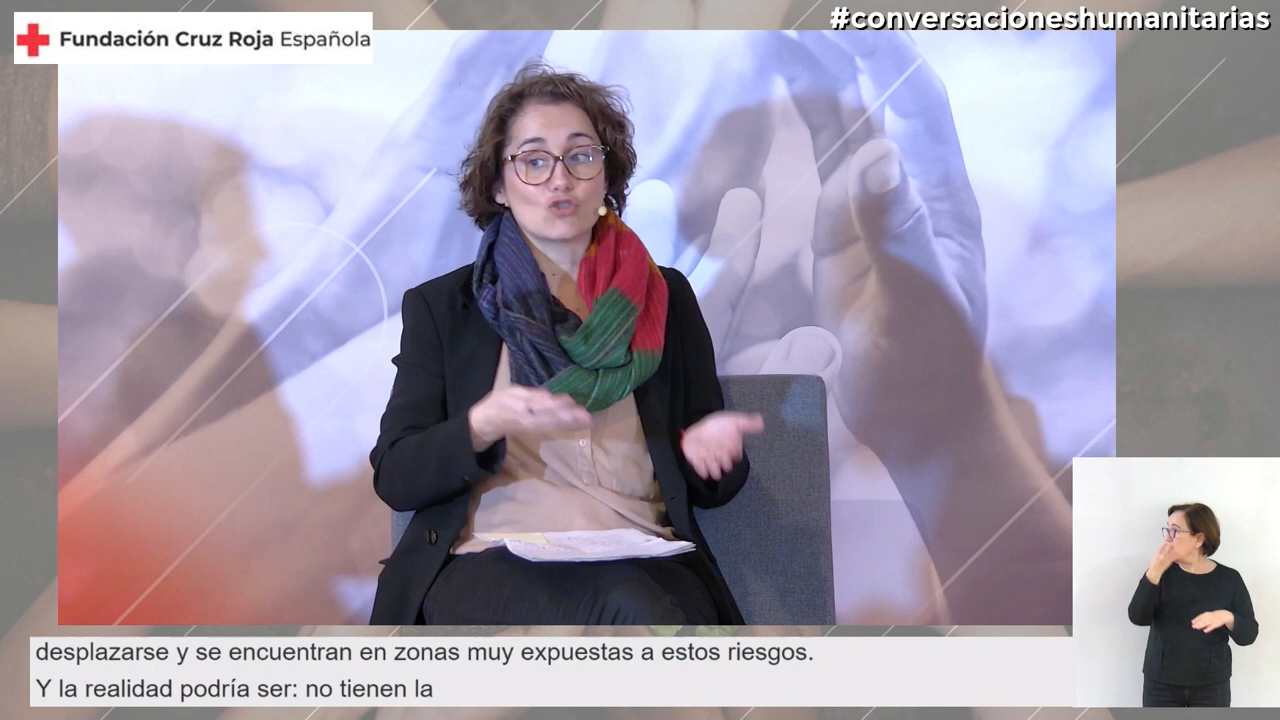 Fundación Cruz Roja Española
#conversacioneshumanitarias
desplazarse y se encuentran en zonas muy expuestas a estos riesgos.
Y la realidad podría ser: no tienen la